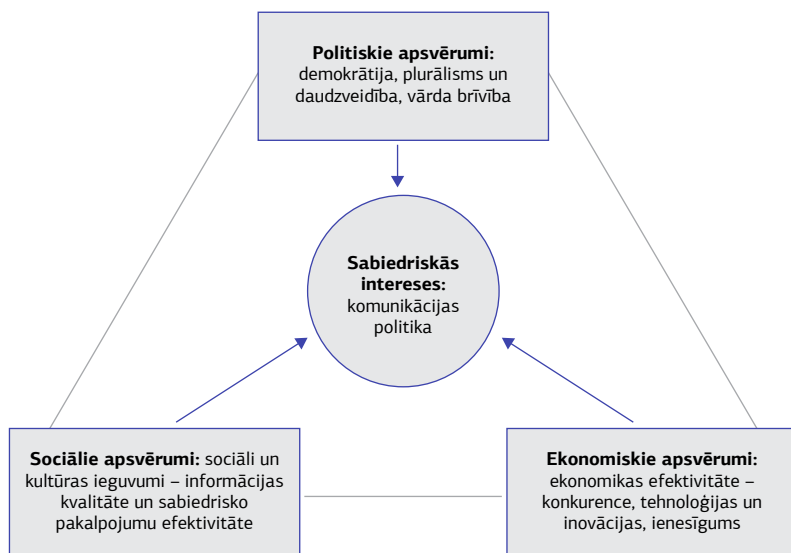 Politiskie apsvērumi:
demokrātija, plurālisms un
daudzveidība, vārda brīvība
Sabiedriskās
intereses:
komunikācijas
politika
Sociālie apsvērumi: sociāli un
kultūras ieguvumi – informācijas
kvalitāte un sabiedrisko
pakalpojumu efektivitāte
Ekonomiskie apsvērumi:
ekonomikas efektivitāte –
konkurence, tehnoloģijas un
inovācijas, ienesīgums